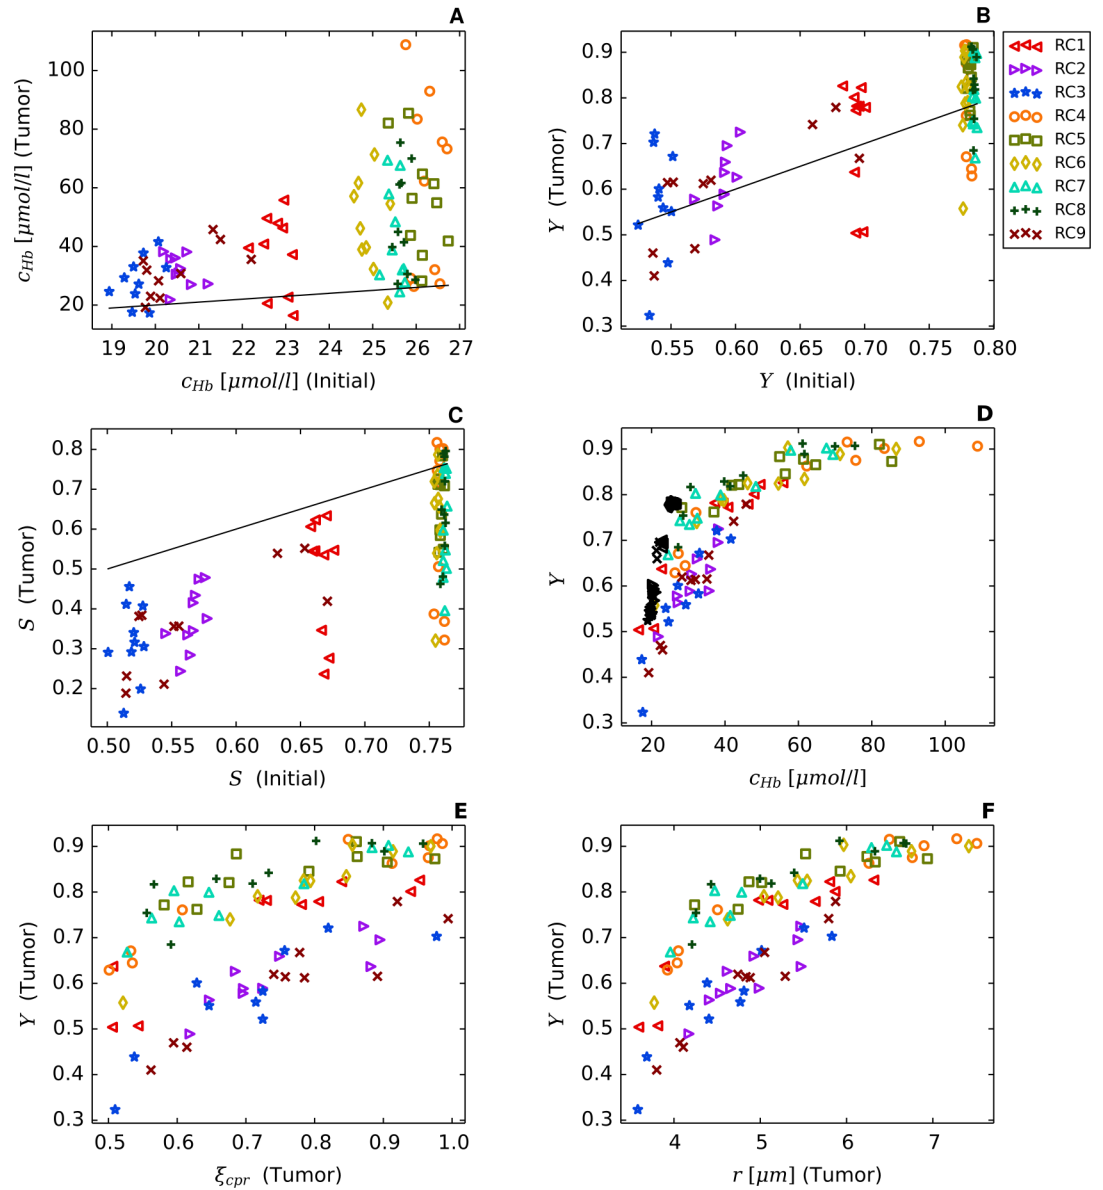 A
c_Hb [μmol/l] (Tumor)
100
80
60
40
20
19 20 21 22 23 24 25 26 27
c_Hb [μmol/l] (Initial)
B
Y (Tumor)
0.9
0.8
0.7
0.6
0.5
0.4
0.3
0.55 0.60 0.65 0.70 0.75 0.80
Y (Initial)
RC1
RC2
RC3
RC4
RC5
RC6
RC7
RC8
RC9
C
S (Tumor)
0.8
0.7
0.6
0.5
0.4
0.3
0.2
0.50 0.55 0.60 0.65 0.70 0.75
S (Initial)
D
Y
0.9
0.8
0.7
0.6
0.5
0.4
0.3
20 40 60 80 100
c_Hb [μmol/l]
E
Y (Tumor)
0.9
0.8
0.7
0.6
0.5
0.4
0.3
0.5 0.6 0.7 0.8 0.9 1.0
ξ_cpr (Tumor)
F
Y (Tumor)
0.9
0.8
0.7
0.6
0.5
0.4
0.3
4 5 6 7
r [μm] (Tumor)